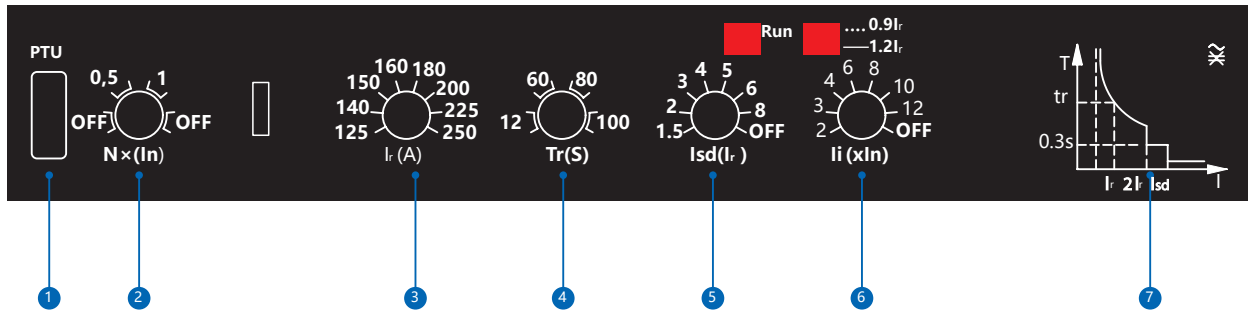 PTU
Run
0.9Ir
1.2Ir
0,5 1
OFF OFF
N×(In)
160 180
150 200
140 225
125 250
Ir (A)
60 80
12 100
Tr(S)
4 5
3 6
2 8
1.5 OFF
Isd(Ir )
6 8
4 10
3 12
2 OFF
Ii (xIn)
T
tr
0.3s
Ir 2Ir Isd I
1 2 3 4 5 6 7